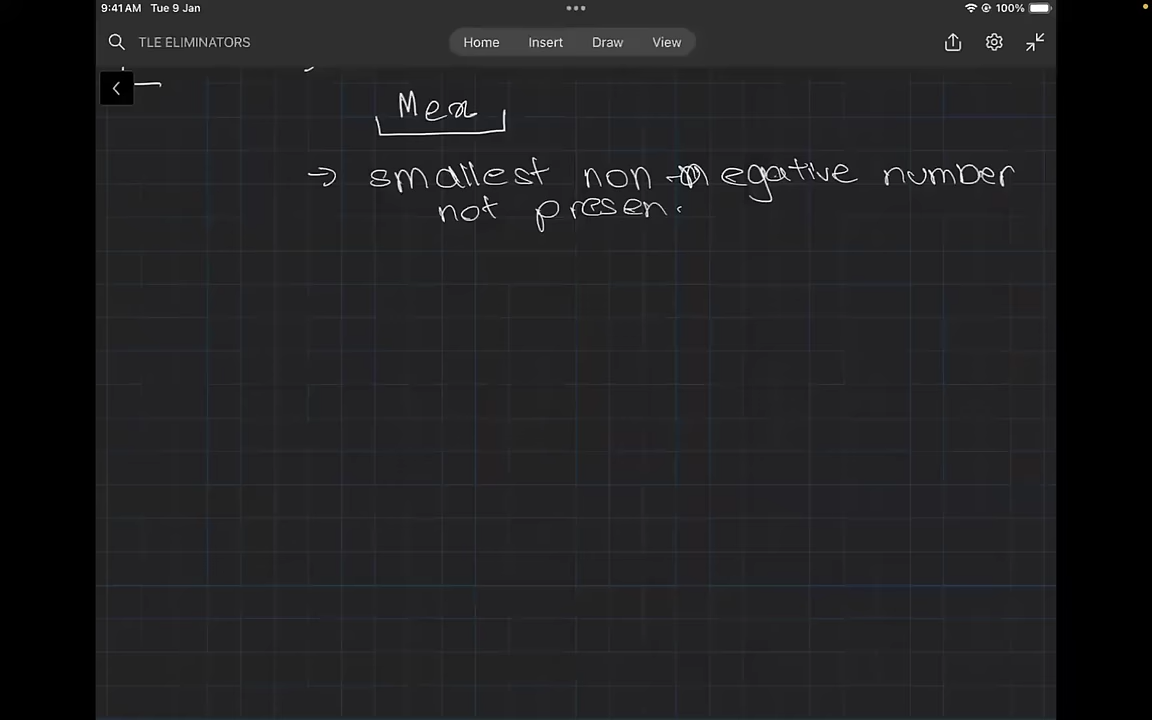 9:41 AM Tue 9 Jan 100%
TLE ELIMINATORS Home Insert Draw View
Mex
→ smallest non-negative number
not presen